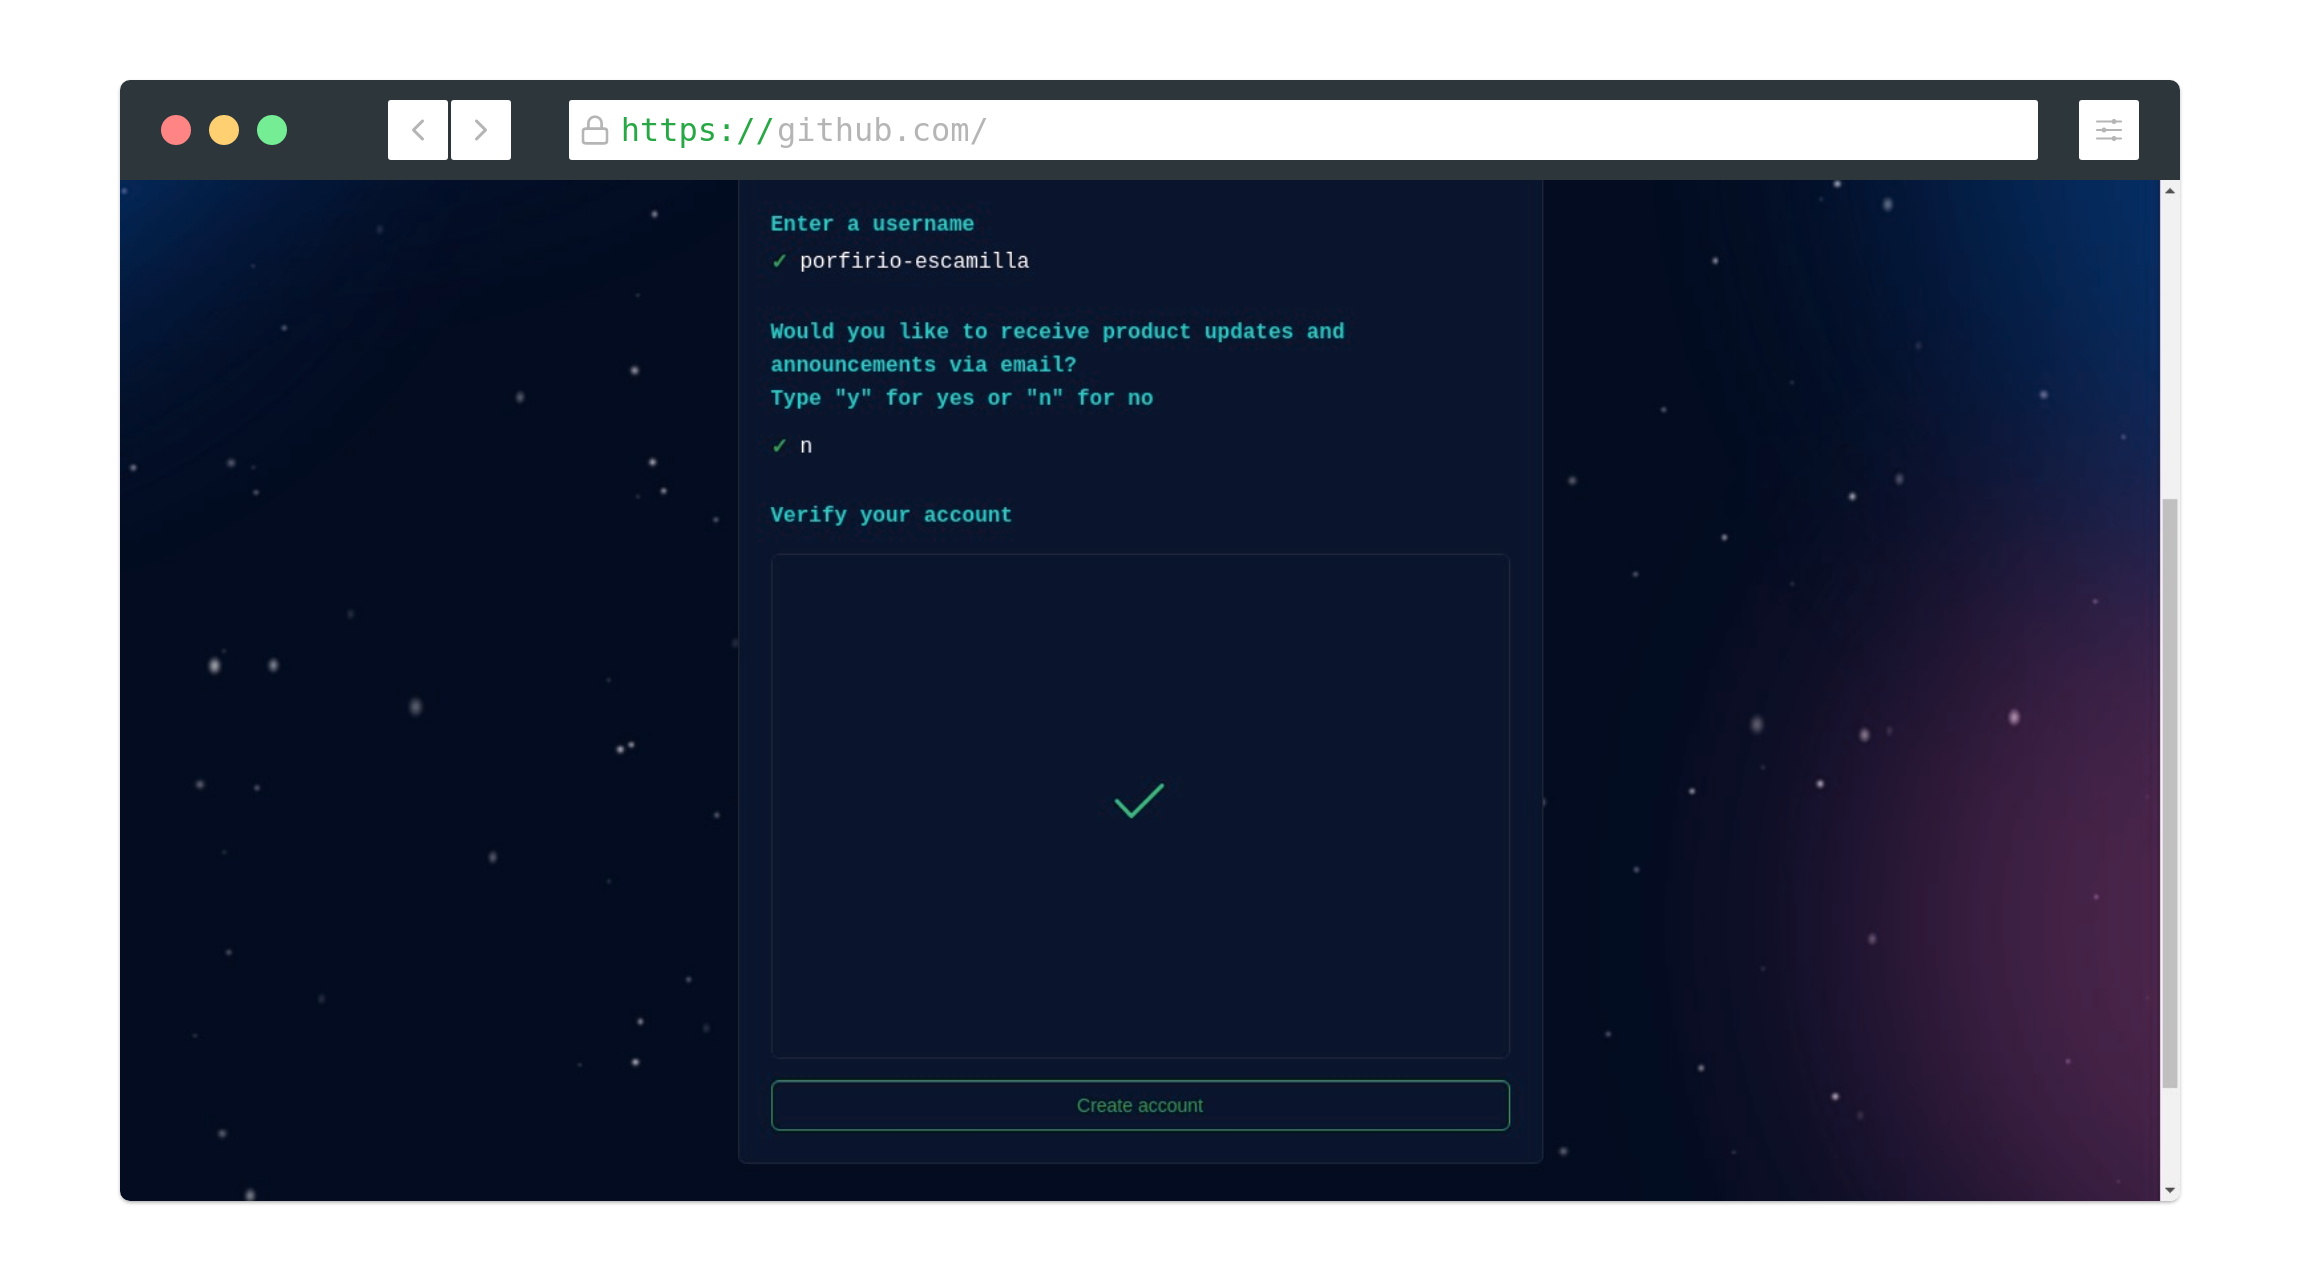 https://github.com/
Enter a username
✓ porfirio-escamilla
Would you like to receive product updates and
announcements via email?
Type "y" for yes or "n" for no
✓ n
Verify your account
Create account